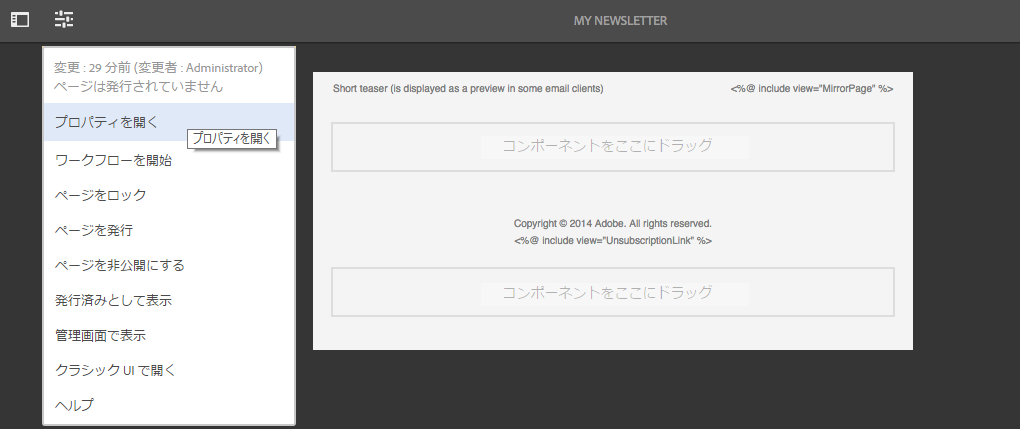 MY NEWSLETTER
変更 : 29 分前 (変更者 : Administrator)
ページは発行されていません
プロパティを開く
プロパティを開く
ワークフローを開始
ページをロック
ページを発行
ページを非公開にする
発行済みとして表示
管理画面で表示
クラシック UI で開く
ヘルプ
Short teaser (is displayed as a preview in some email clients)
<%@ include view="MirrorPage" %>
コンポーネントをここにドラッグ
Copyright © 2014 Adobe. All rights reserved.
<%@ include view="UnsubscriptionLink" %>
コンポーネントをここにドラッグ